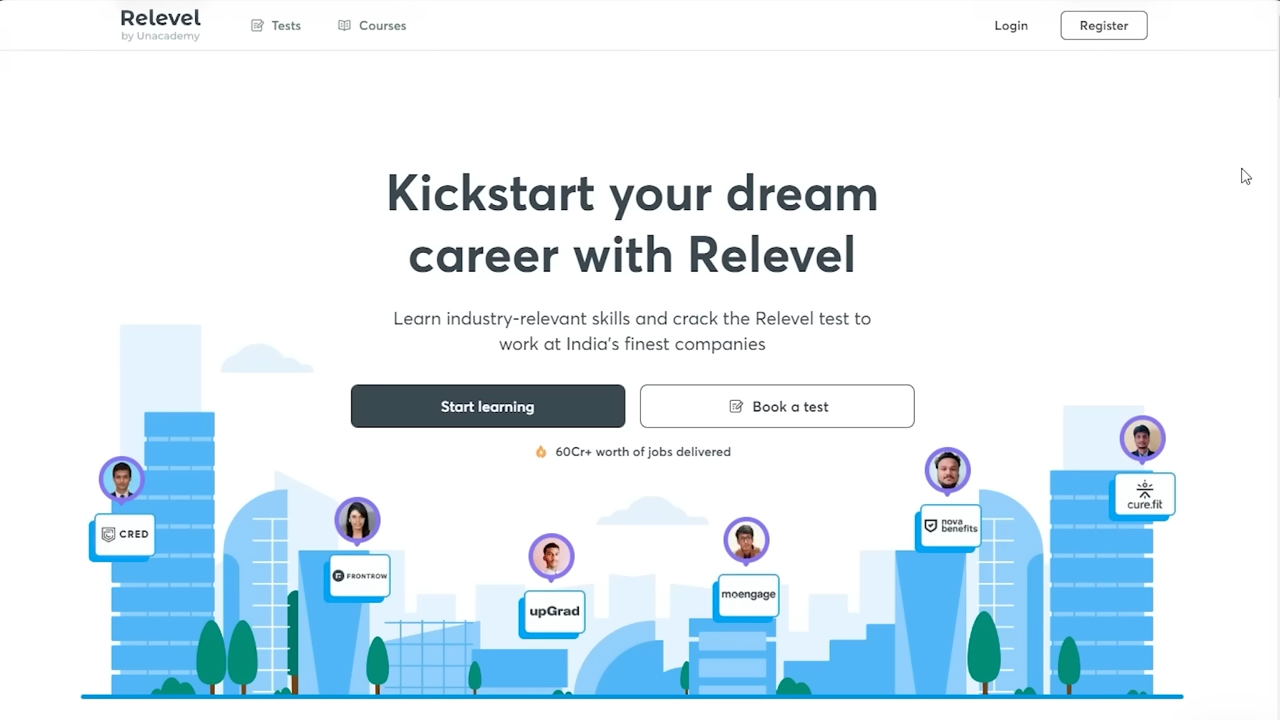 Relevel
by Unacademy
Tests
Courses
Login
Register
Kickstart your dream
career with Relevel
Learn industry-relevant skills and crack the Relevel test to
work at India's finest companies
Start learning
Book a test
60Cr+ worth of jobs delivered
CRED
FRONTROW
upGrad
moengage
nova
benefits
cure.fit